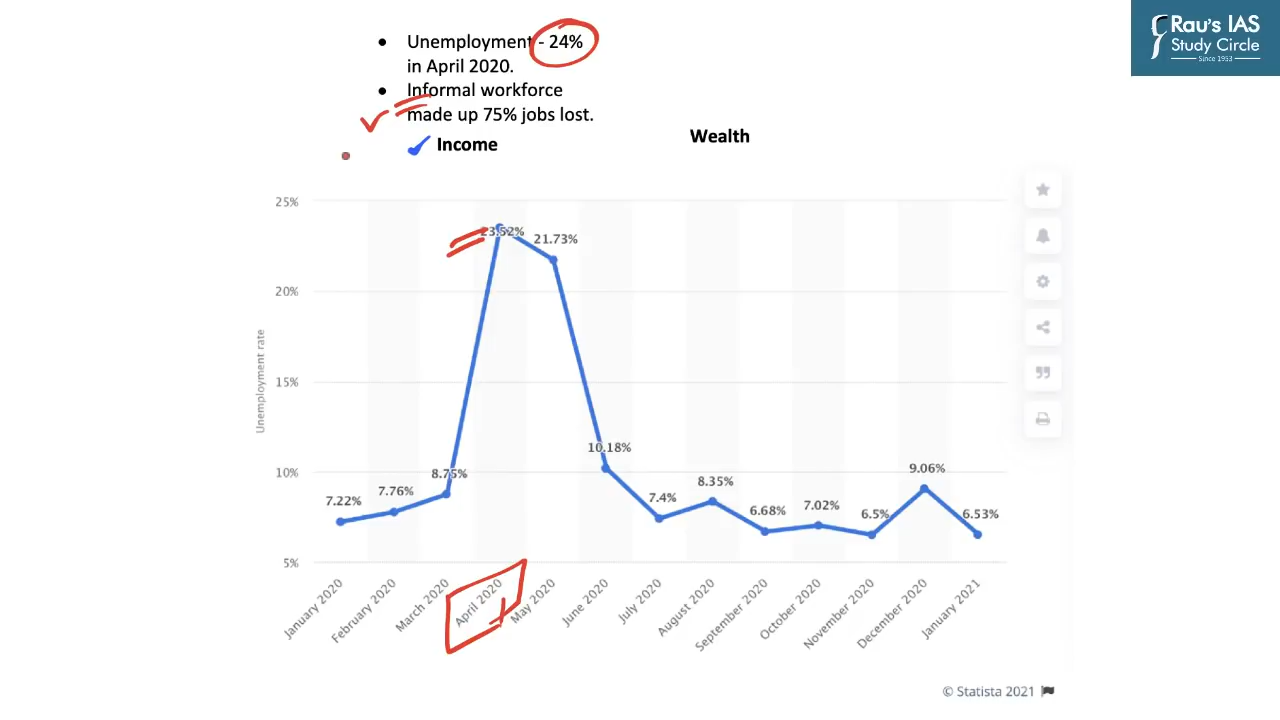 Rau's IAS
Study Circle
Since 1953
• Unemployment - 24%
in April 2020.
• Informal workforce
made up 75% jobs lost.
Income
Wealth
Unemployment rate
25%
20%
15%
10%
5%
7.22%
7.76%
8.75%
23.52%
21.73%
10.18%
7.4%
8.35%
6.68%
7.02%
6.5%
9.06%
6.53%
January 2020
February 2020
March 2020
April 2020
May 2020
June 2020
July 2020
August 2020
September 2020
October 2020
November 2020
December 2020
January 2021
© Statista 2021